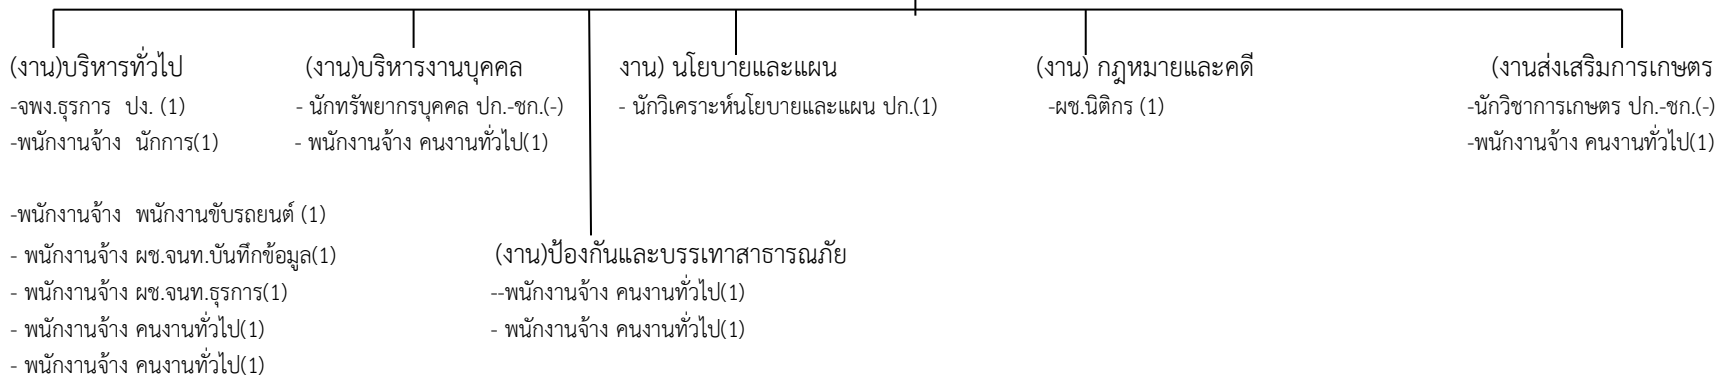 (งาน)บริหารทั่วไป
-จพง.ธุรการ ปง. (1)
-พนักงานจ้าง นักการ(1)
-พนักงานจ้าง พนักงานขับรถยนต์ (1)
- พนักงานจ้าง ผช.จนท.บันทึกข้อมูล(1)
- พนักงานจ้าง ผช.จนท.ธุรการ(1)
- พนักงานจ้าง คนงานทั่วไป(1)
- พนักงานจ้าง คนงานทั่วไป(1)
(งาน)บริหารงานบุคคล
- นักทรัพยากรบุคคล ปก.-ชก.(-)
- พนักงานจ้าง คนงานทั่วไป(1)
(งาน)ป้องกันและบรรเทาสาธารณภัย
--พนักงานจ้าง คนงานทั่วไป(1)
- พนักงานจ้าง คนงานทั่วไป(1)
งาน) นโยบายและแผน
- นักวิเคราะห์นโยบายและแผน ปก.(1)
(งาน) กฎหมายและคดี
-ผช.นิติกร (1)
(งานส่งเสริมการเกษตร
-นักวิชาการเกษตร ปก.-ชก.(-)
-พนักงานจ้าง คนงานทั่วไป(1)